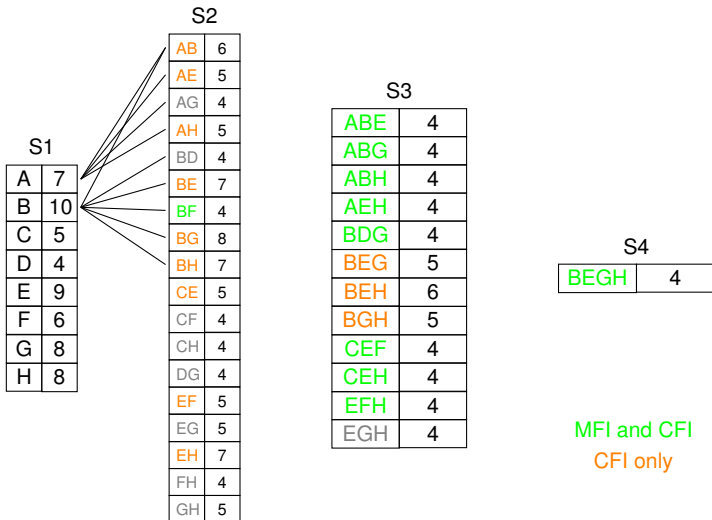 S1
A 7
B 10
C 5
D 4
E 9
F 6
G 8
H 8
S2
AB 6
AE 5
AG 4
AH 5
BD 4
BE 7
BF 4
BG 8
BH 7
CE 5
CF 4
CH 4
DG 4
EF 5
EG 5
EH 7
FH 4
GH 5
S3
ABE 4
ABG 4
ABH 4
AEH 4
BDG 4
BEG 5
BEH 6
BGH 5
CEF 4
CEH 4
EFH 4
EGH 4
S4
BEGH 4
MFI and CFI
CFI only